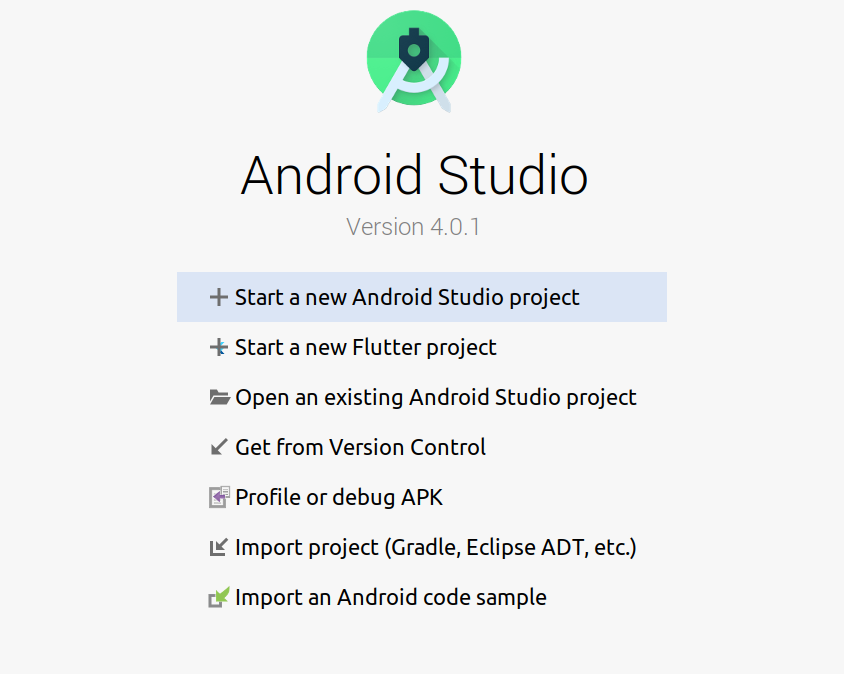 Android Studio
Version 4.0.1
Start a new Android Studio project
Start a new Flutter project
Open an existing Android Studio project
Get from Version Control
Profile or debug APK
Import project (Gradle, Eclipse ADT, etc.)
Import an Android code sample